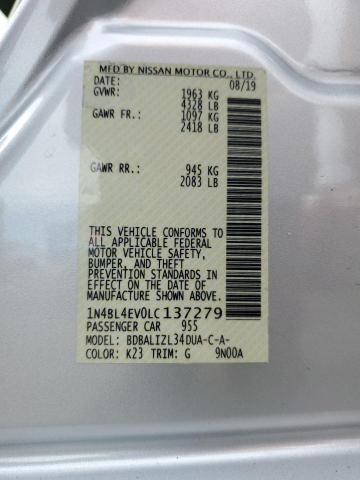 MFD BY NISSAN MOTOR CO., LTD.
DATE: 08/19
GVWR: 1963 KG
4328 LB
GAWR FR.: 1097 KG
2418 LB
GAWR RR.: 945 KG
2083 LB
THIS VEHICLE CONFORMS TO
ALL APPLICABLE FEDERAL
MOTOR VEHICLE SAFETY,
BUMPER, AND THEFT
PREVENTION STANDARDS IN
EFFECT ON THE DATE OF
MANUFACTURE SHOWN ABOVE.
1N4BL4EV0LC137279
PASSENGER CAR 955
MODEL: BDBALIZL34DUA-C-A-
COLOR: K23 TRIM: G 9N00A